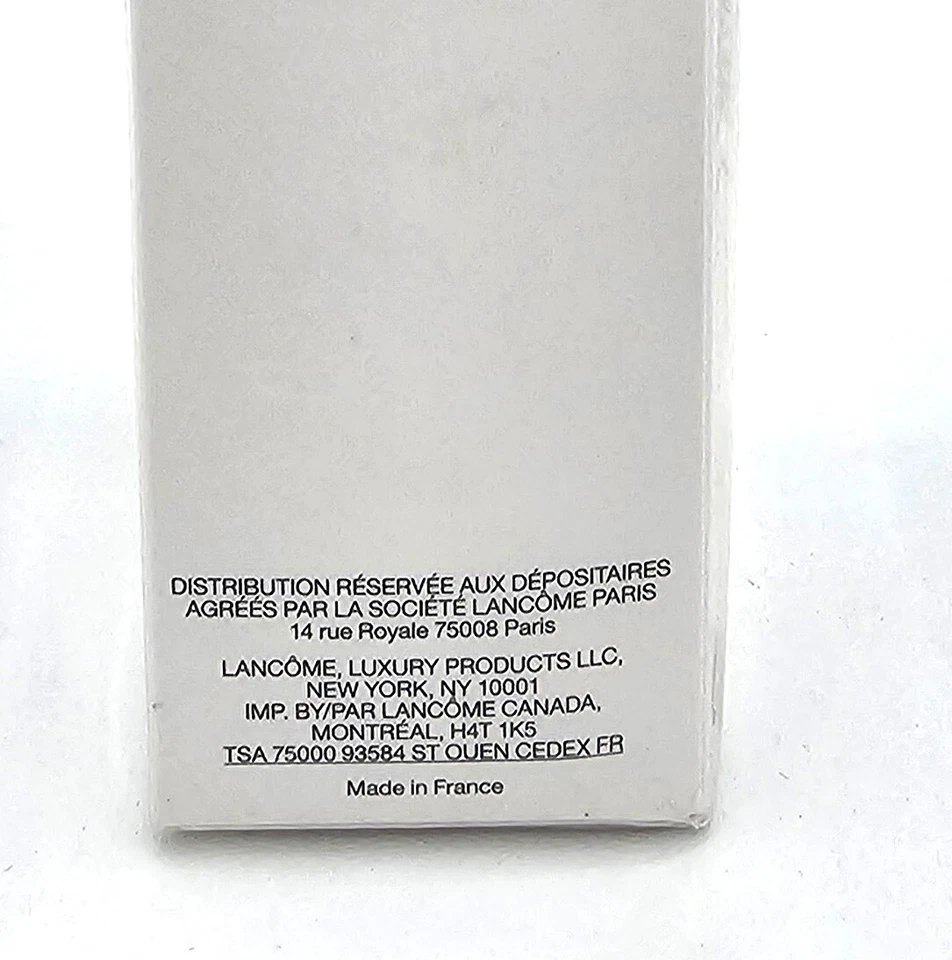 DISTRIBUTION RÉSERVÉE AUX DÉPOSITAIRES
AGRÉÉS PAR LA SOCIÉTÉ LANCÔME PARIS
14 rue Royale 75008 Paris
LANCÔME, LUXURY PRODUCTS LLC,
NEW YORK, NY 10001
IMP. BY/PAR LANCÔME CANADA,
MONTRÉAL, H4T 1K5
TSA 75000 93584 ST OUEN CEDEX FR
Made in France